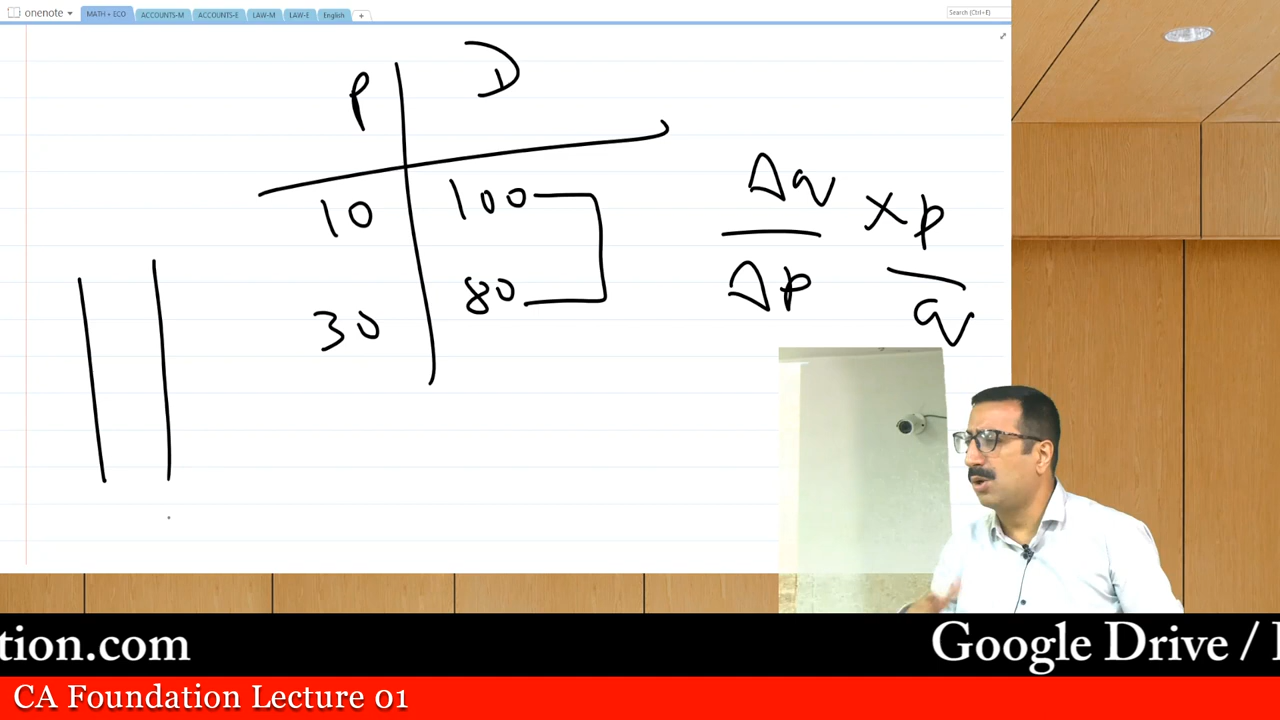 onenote MATH + ECO ACCOUNTS-M ACCOUNTS-E LAW-M LAW-E English +
Search (Ctrl+E)
P D
10 100
30 80
Δq/Δp × p/q
tion.com Google Drive /
CA Foundation Lecture 01